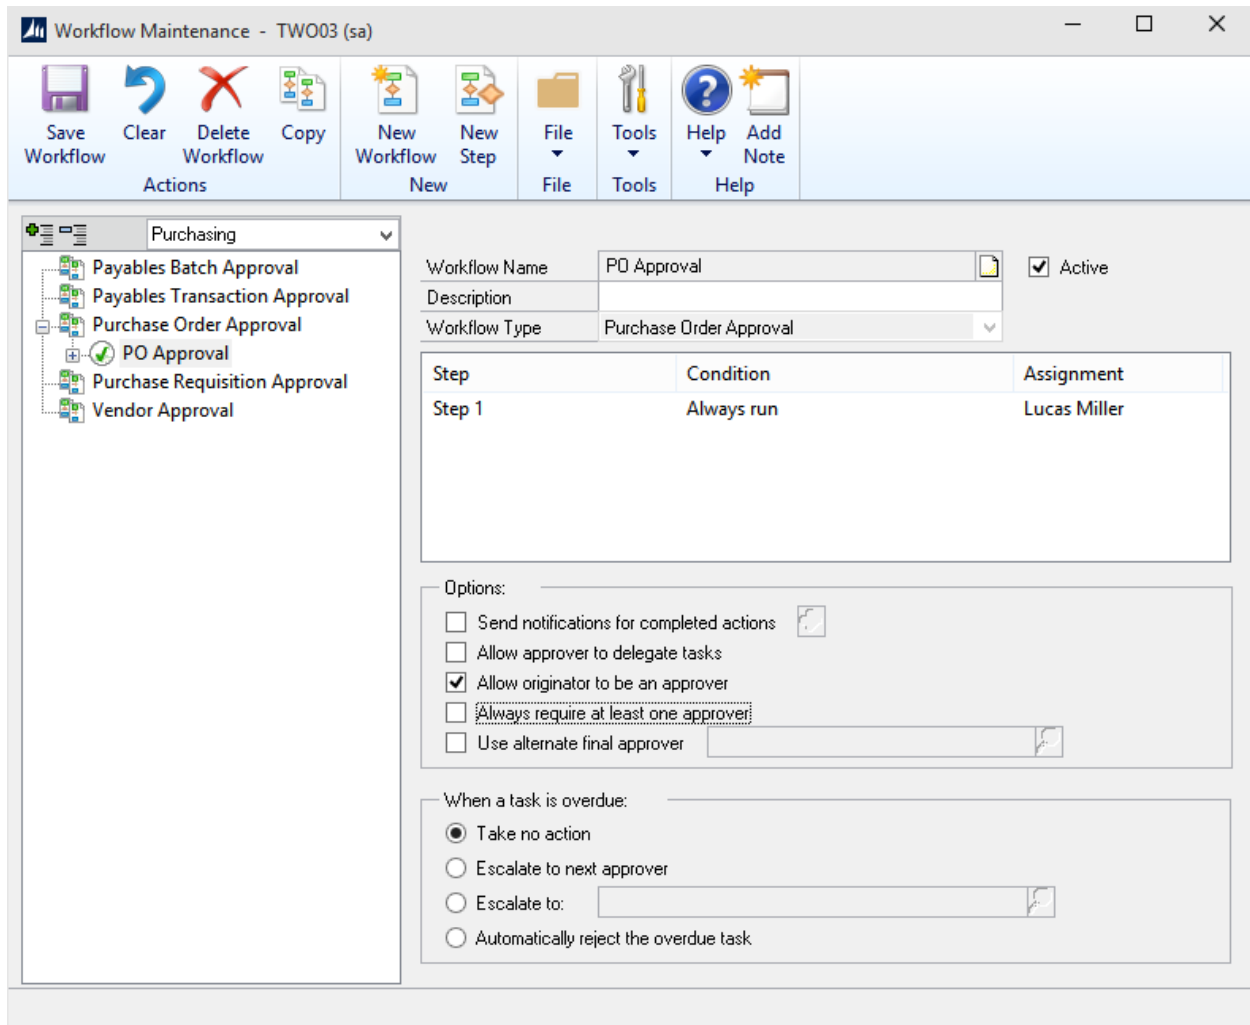 Workflow Maintenance - TWO03 (sa)
Save Workflow
Clear
Delete Workflow
Copy
Actions
New Workflow
New Step
New
File
File
Tools
Tools
Help
Add Note
Help
Purchasing
Payables Batch Approval
Payables Transaction Approval
Purchase Order Approval
PO Approval
Purchase Requisition Approval
Vendor Approval
Workflow Name PO Approval Active
Description
Workflow Type Purchase Order Approval
Step Condition Assignment
Step 1 Always run Lucas Miller
Options:
Send notifications for completed actions
Allow approver to delegate tasks
Allow originator to be an approver
Always require at least one approver
Use alternate final approver
When a task is overdue:
Take no action
Escalate to next approver
Escalate to:
Automatically reject the overdue task